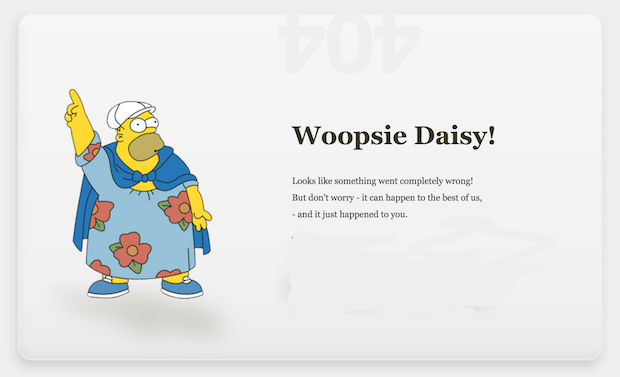 404
Woopsie Daisy!
Looks like something went completely wrong!
But don't worry - it can happen to the best of us,
- and it just happened to you.